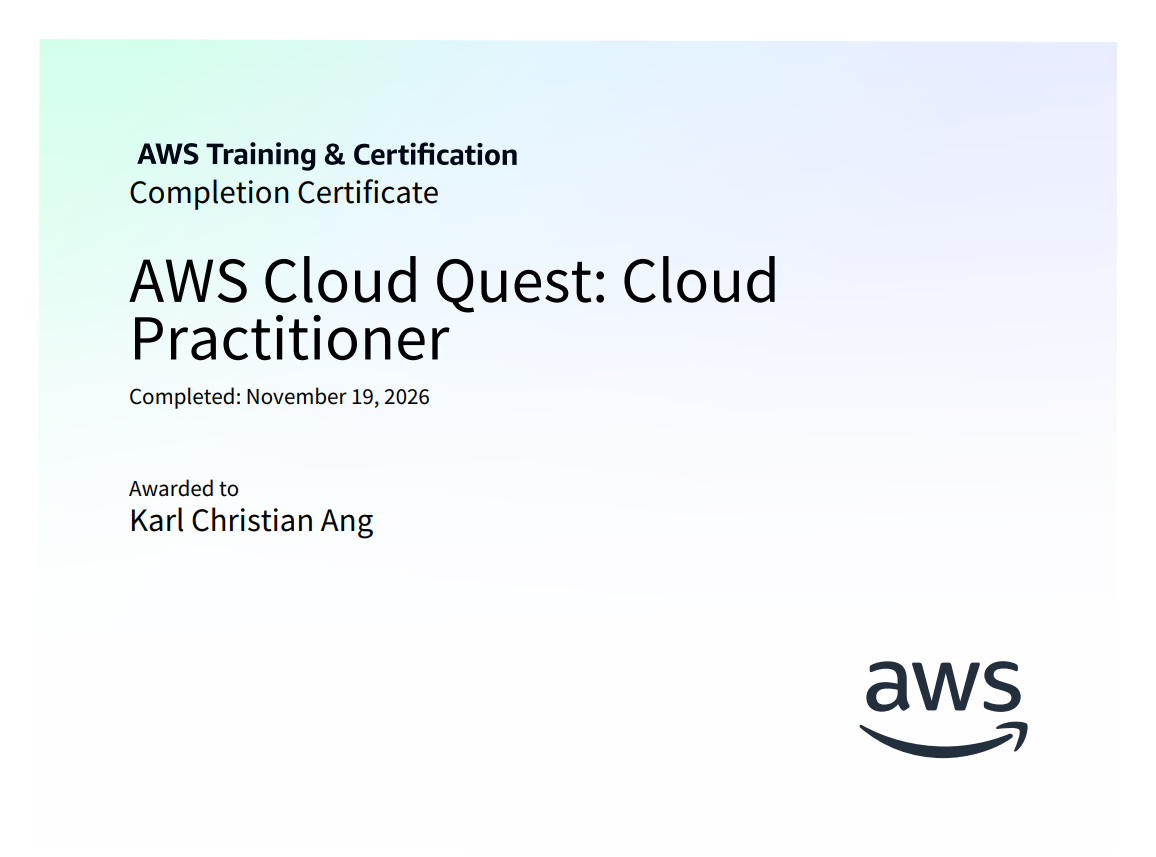 AWS Training & Certification
Completion Certificate
AWS Cloud Quest: Cloud
Practitioner
Completed: November 19, 2026
Awarded to
Karl Christian Ang
aws